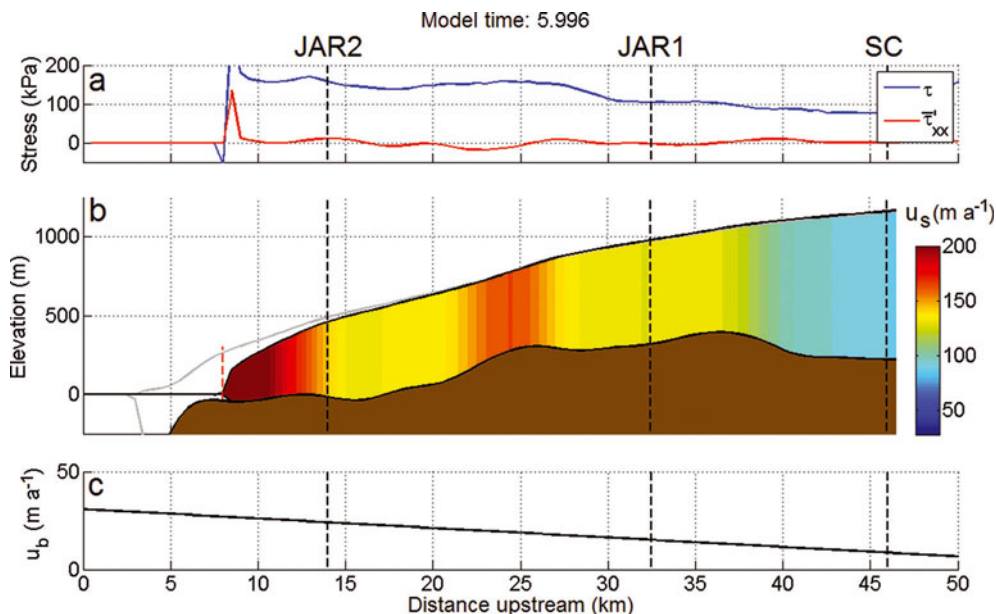 Model time: 5.996
JAR2 JAR1 SC
a
Stress (kPa)
200
100
0
τ
τ̄'xx
b
Elevation (m)
1000
500
0
us (m a-1)
200
150
100
50
c
ub (m a-1)
50
0
0 5 10 15 20 25 30 35 40 45 50
Distance upstream (km)